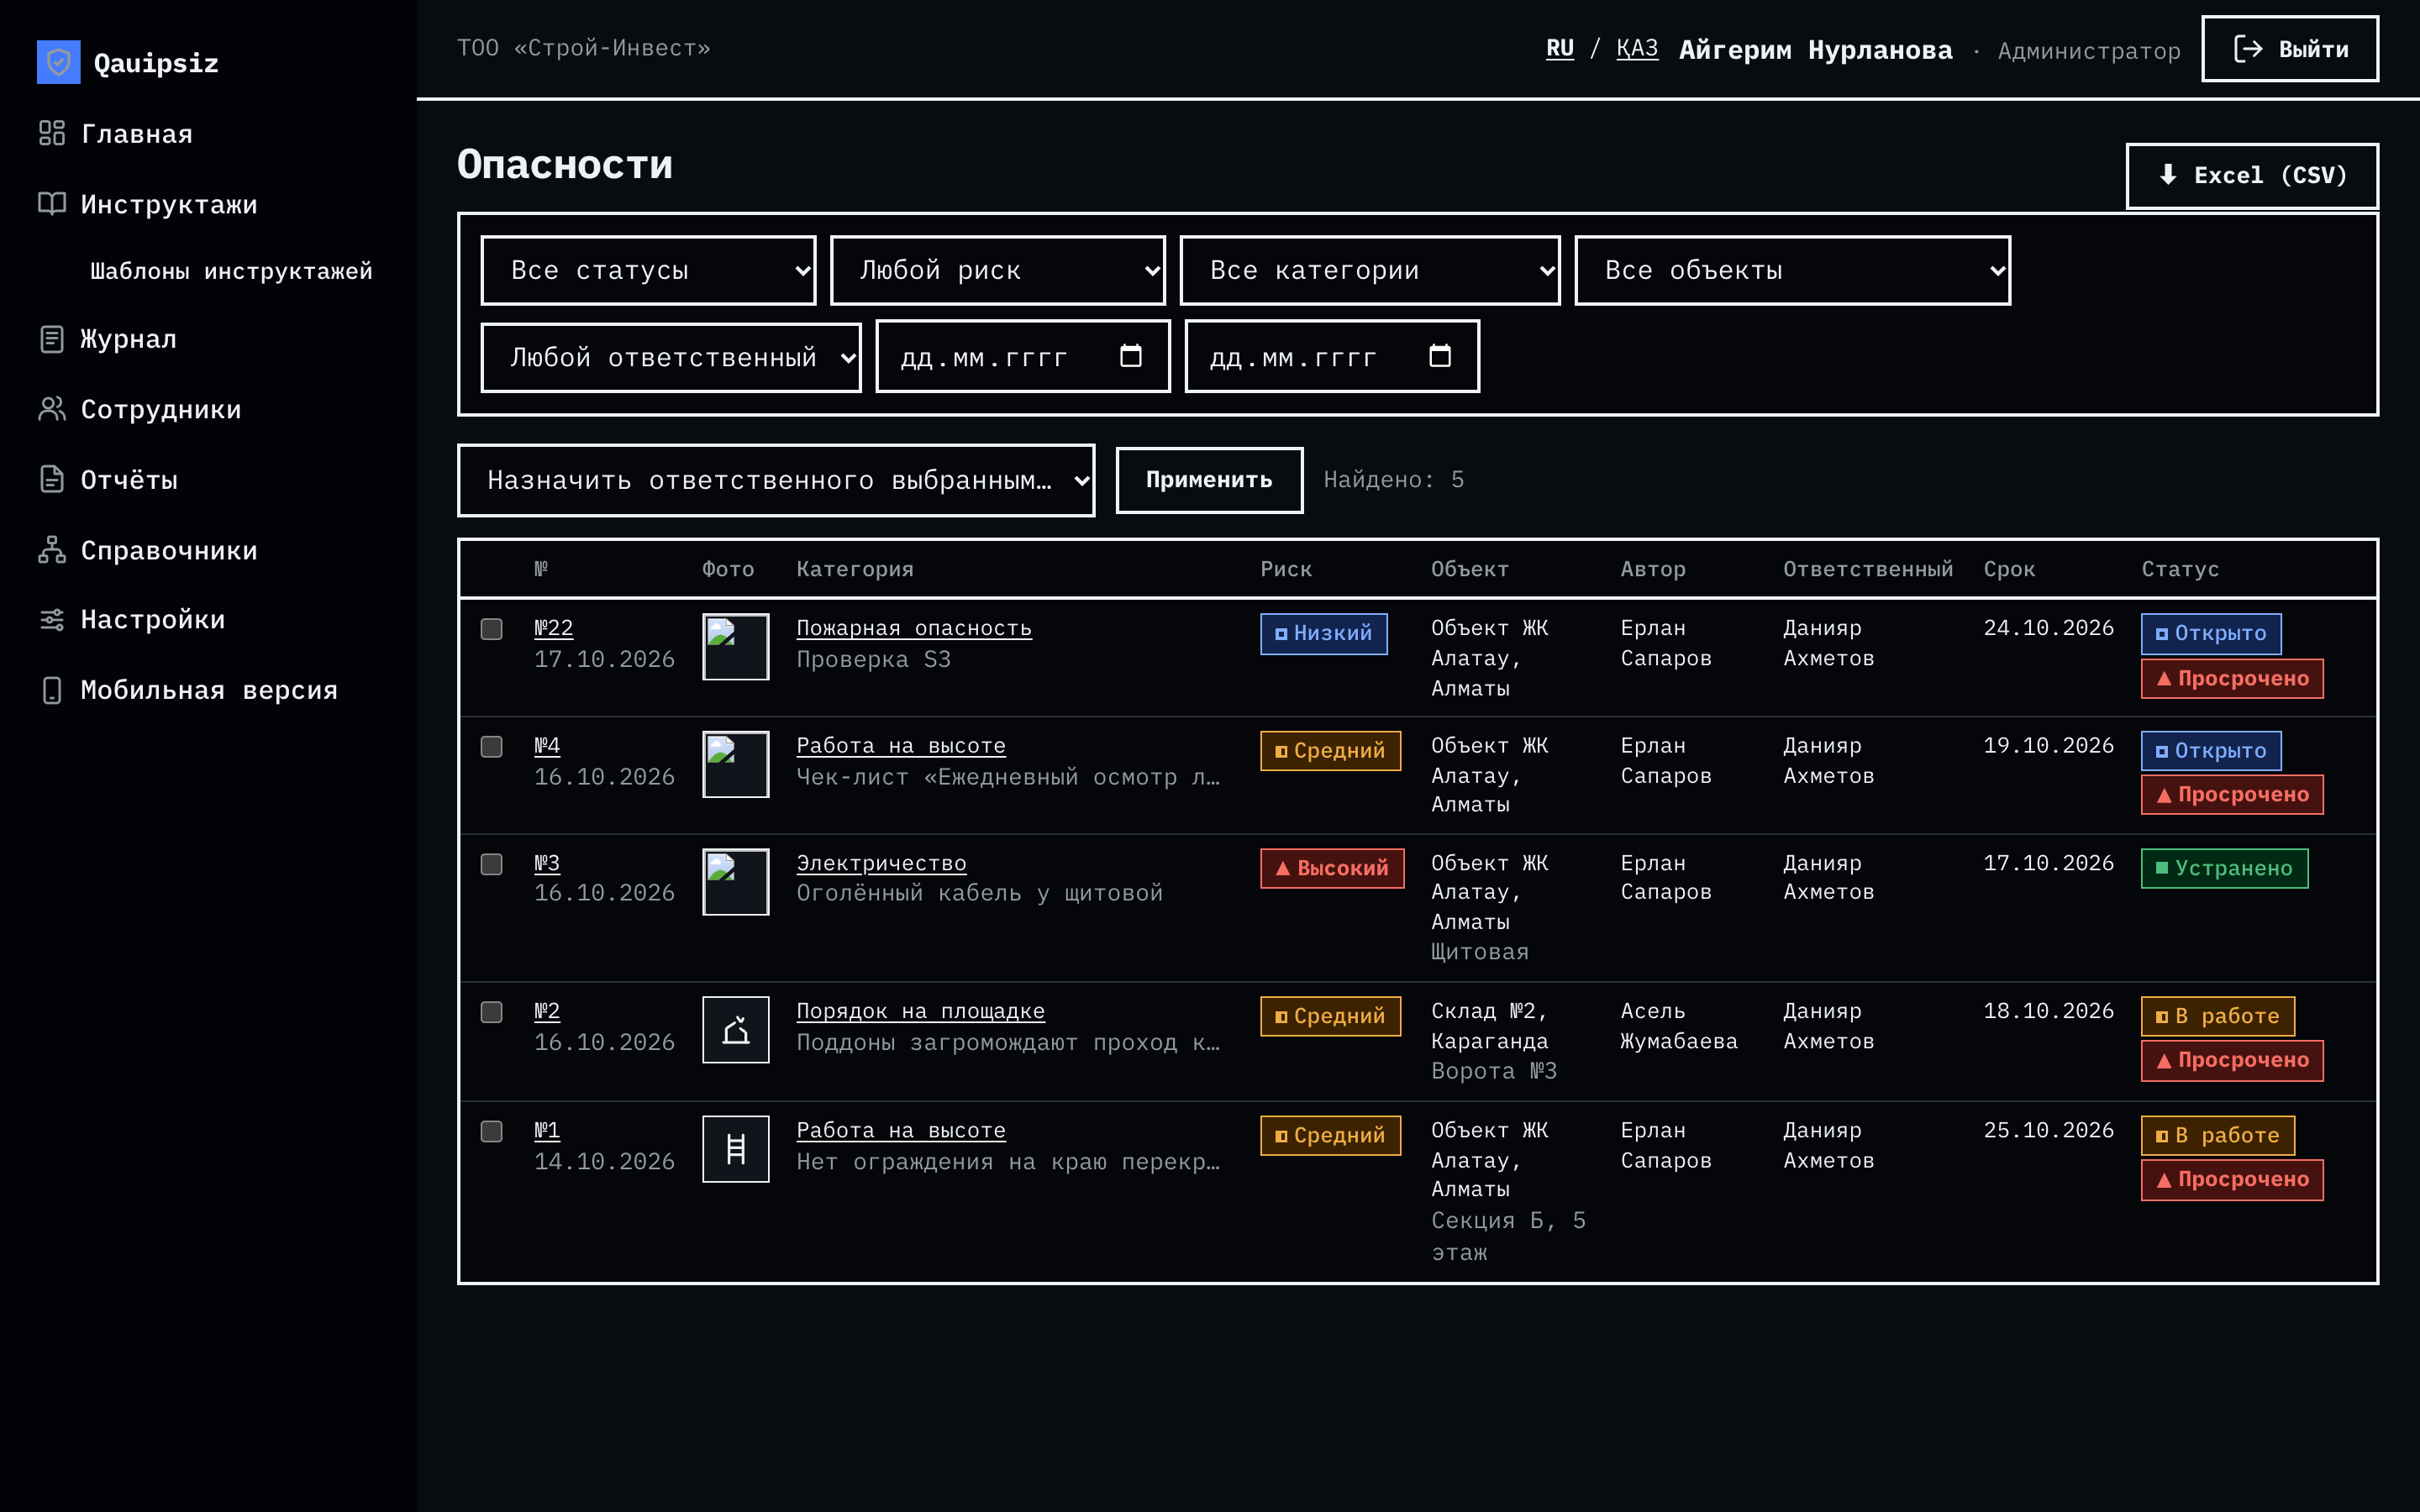 Qauipsiz
Главная
Инструктажи
Шаблоны инструктажей
Журнал
Сотрудники
Отчёты
Справочники
Настройки
Мобильная версия
ТОО «Строй-Инвест»
RU / ҚАЗ Айгерим Нурланова · Администратор Выйти
Опасности
Excel (CSV)
Все статусы Любой риск Все категории Все объекты
Любой ответственный дд.мм.гггг дд.мм.гггг
Назначить ответственного выбранным… Применить Найдено: 5
№ Фото Категория Риск Объект Автор Ответственный Срок Статус
№22 Пожарная опасность Низкий Объект ЖК Ерлан Данияр 24.10.2026 Открыто
17.10.2026 Проверка S3 Алатау, Сапаров Ахметов Просрочено
Алматы
№4 Работа на высоте Средний Объект ЖК Ерлан Данияр 19.10.2026 Открыто
16.10.2026 Чек-лист «Ежедневный осмотр л… Алатау, Сапаров Ахметов Просрочено
Алматы
№3 Электричество Высокий Объект ЖК Ерлан Данияр 17.10.2026 Устранено
16.10.2026 Оголённый кабель у щитовой Алатау, Сапаров Ахметов
Алматы
Щитовая
№2 Порядок на площадке Средний Склад №2, Асель Данияр 18.10.2026 В работе
16.10.2026 Поддоны загромождают проход к… Караганда Жумабаева Ахметов Просрочено
Ворота №3
№1 Работа на высоте Средний Объект ЖК Ерлан Данияр 25.10.2026 В работе
14.10.2026 Нет ограждения на краю перекр… Алатау, Сапаров Ахметов Просрочено
Алматы
Секция Б, 5
этаж